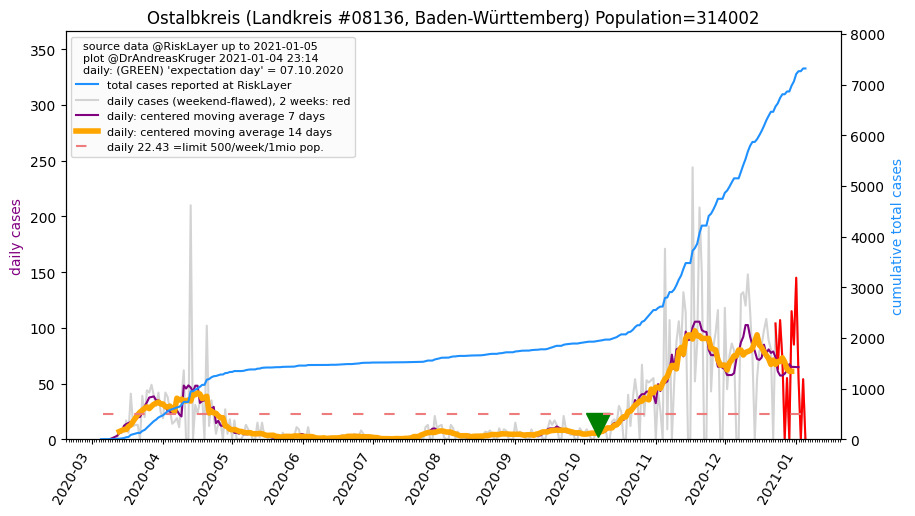 Ostalbkreis (Landkreis #08136, Baden-Württemberg) Population=314002
source data @RiskLayer up to 2021-01-05
plot @DrAndreasKruger 2021-01-04 23:14
daily: (GREEN) 'expectation day' = 07.10.2020
total cases reported at RiskLayer
daily cases (weekend-flawed), 2 weeks: red
daily: centered moving average 7 days
daily: centered moving average 14 days
daily 22.43 =limit 500/week/1mio pop.
daily cases
350
300
250
200
150
100
50
0
8000
7000
6000
5000
4000
3000
2000
1000
0
cumulative total cases
2020-03
2020-04
2020-05
2020-06
2020-07
2020-08
2020-09
2020-10
2020-11
2020-12
2021-01